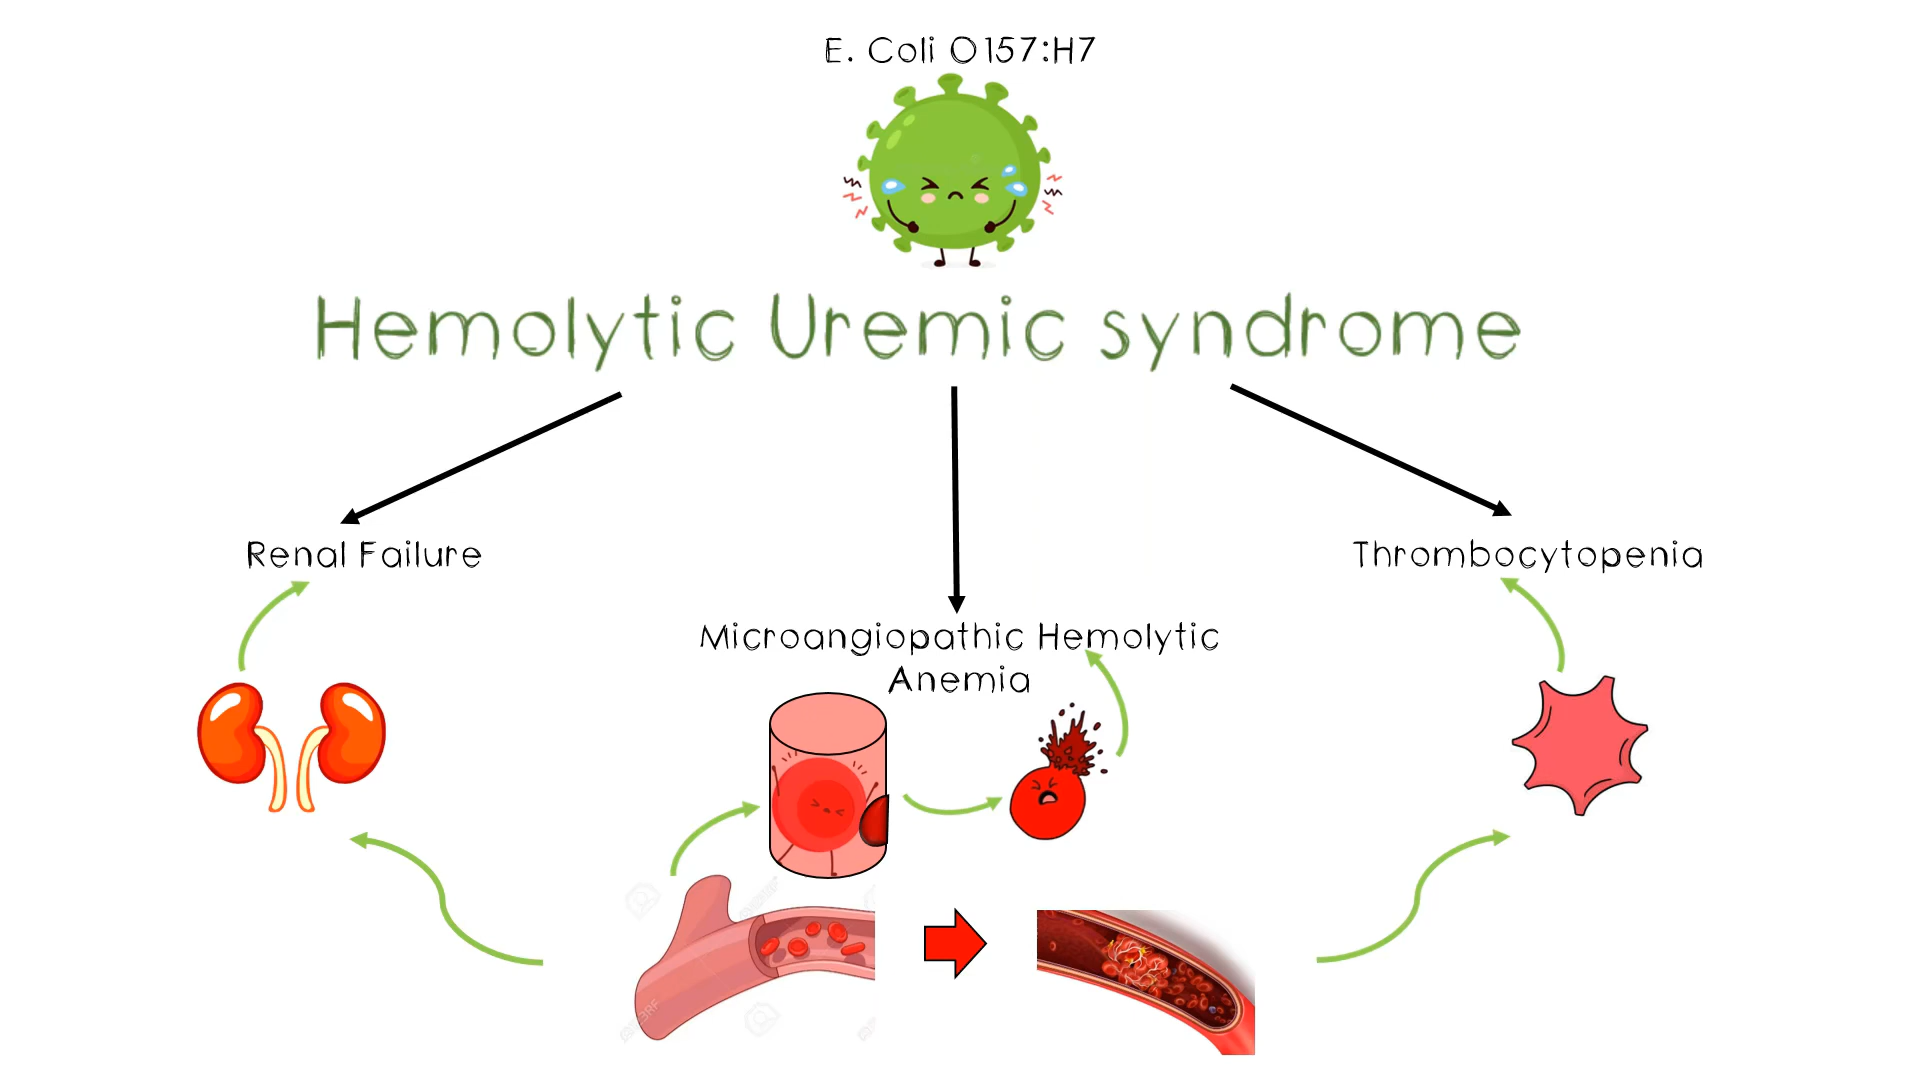 E. Coli O157:H7
Hemolytic Uremic syndrome
Renal Failure
Thrombocytopenia
Microangiopathic Hemolytic
Anemia